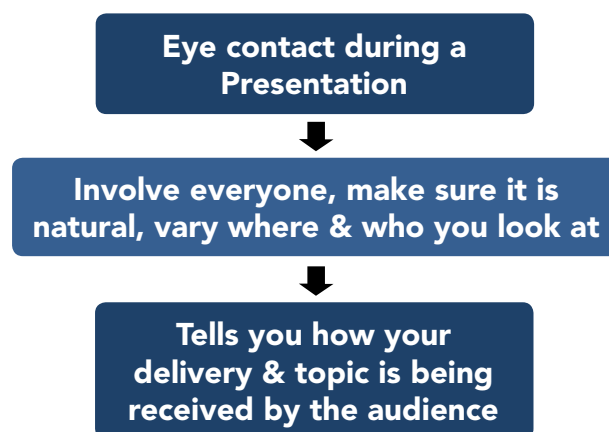 Eye contact during a
Presentation
Involve everyone, make sure it is
natural, vary where & who you look at
Tells you how your
delivery & topic is being
received by the audience